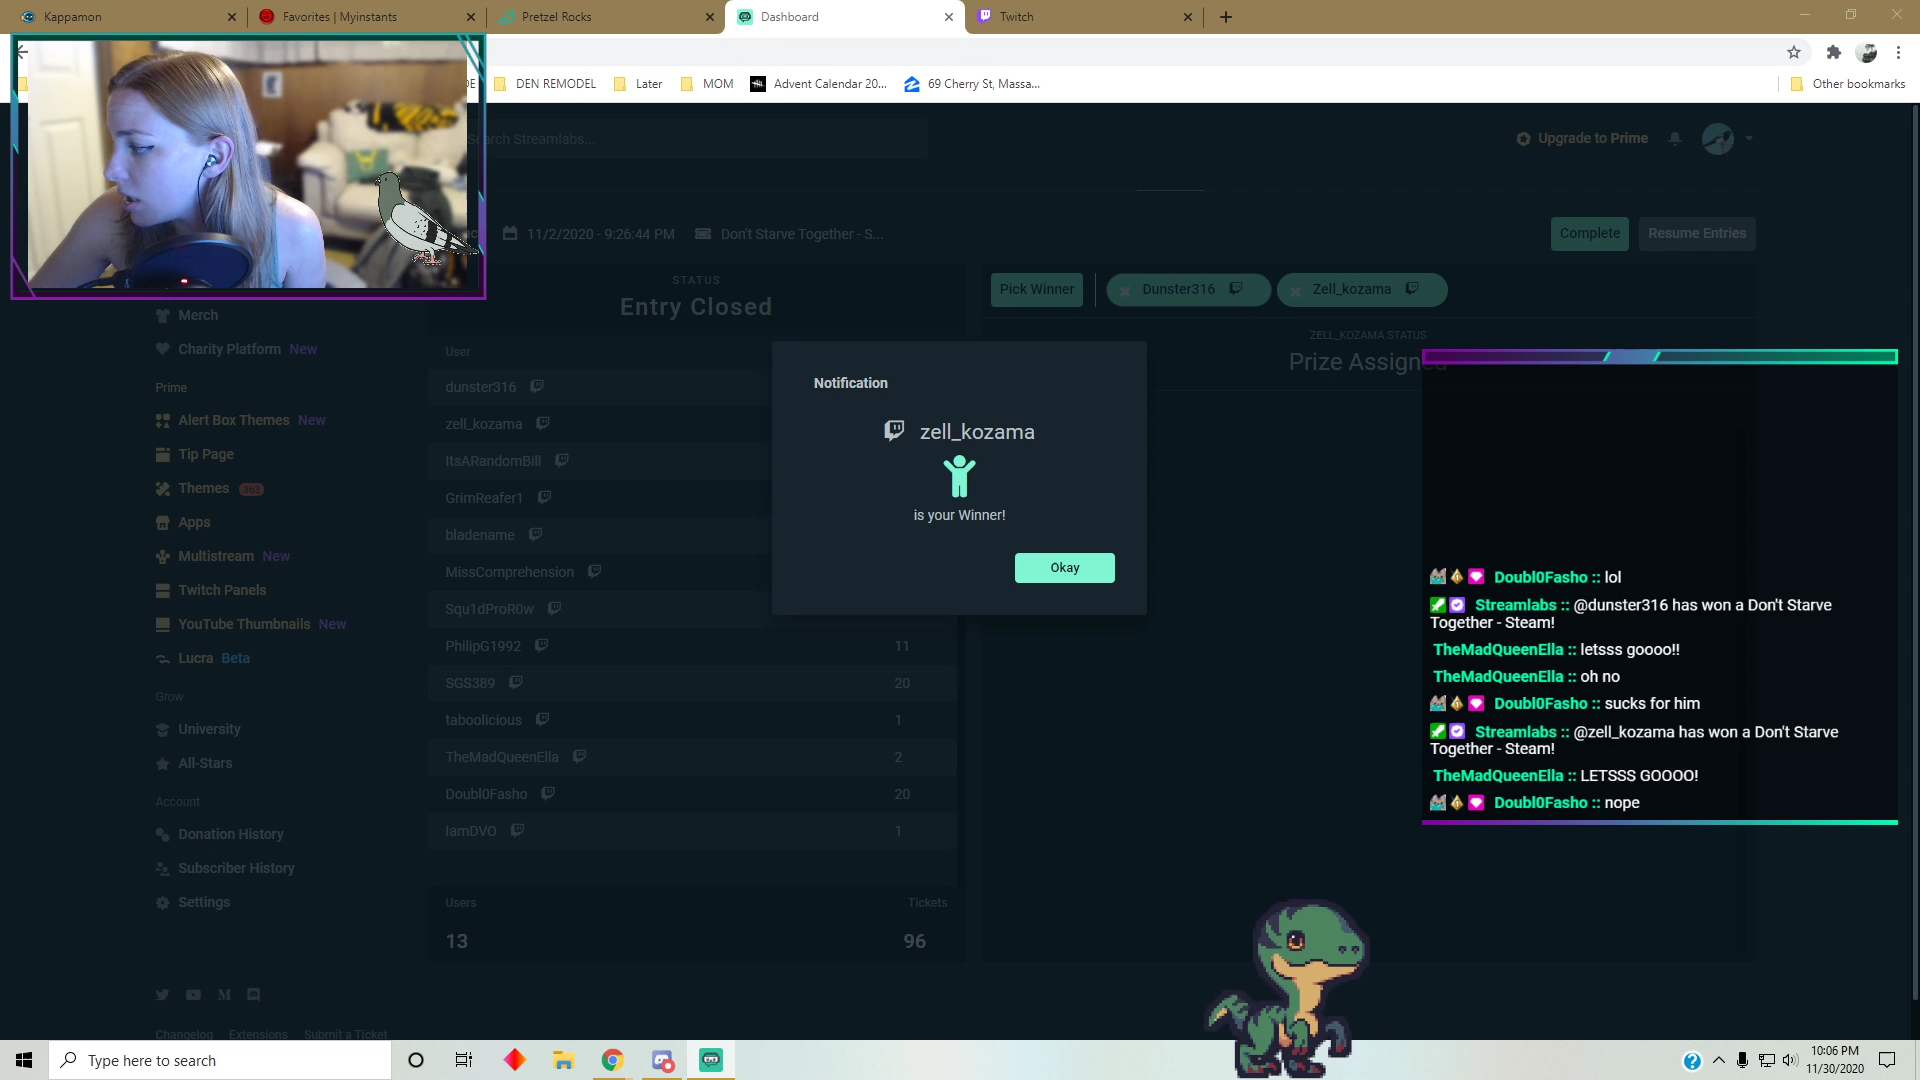 Kappamon
Favorites | Myinstants
Pretzel Rocks
Dashboard
Twitch
DE
DEN REMODEL
Later
MOM
Advent Calendar 20...
69 Cherry St, Massa...
Other bookmarks
Search Streamlabs...
Upgrade to Prime
11/2/2020 - 9:26:44 PM
Don't Starve Together - S...
Complete
Resume Entries
STATUS
Entry Closed
Pick Winner
Dunster316
Zell_kozama
ZELL_KOZAMA STATUS
Prize Assigned
Merch
Charity Platform New
Prime
Alert Box Themes New
Tip Page
Themes 363
Apps
Multistream New
Twitch Panels
YouTube Thumbnails New
Lucra Beta
Grow
University
All-Stars
Account
Donation History
Subscriber History
Settings
Changelog Extensions Submit a Ticket
User
dunster316
zell_kozama
ItsARandomBill
GrimReafer1
bladename
MissComprehension
Squ1dProR0w
PhilipG1992 11
SGS389 20
taboolicious 1
TheMadQueenElla 2
Doubl0Fasho 20
IamDVO 1
Users Tickets
13 96
Notification
zell_kozama
is your Winner!
Okay
Doubl0Fasho :: lol
Streamlabs :: @dunster316 has won a Don't Starve
Together - Steam!
TheMadQueenElla :: letsss goooo!!
TheMadQueenElla :: oh no
Doubl0Fasho :: sucks for him
Streamlabs :: @zell_kozama has won a Don't Starve
Together - Steam!
TheMadQueenElla :: LETSSS GOOOO!
Doubl0Fasho :: nope
Type here to search
10:06 PM
11/30/2020